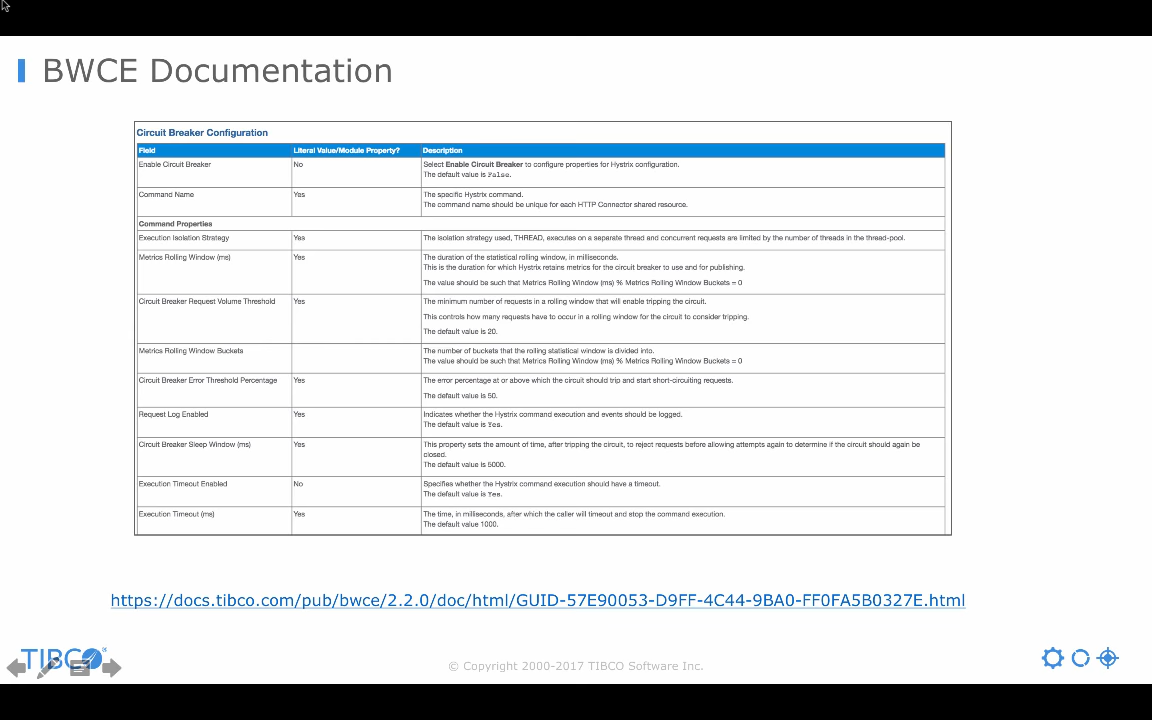 BWCE Documentation
Circuit Breaker Configuration
Field Literal Value/Module Property? Description
Enable Circuit Breaker No Select Enable Circuit Breaker to configure properties for Hystrix configuration.
The default value is False.
Command Name Yes The specific Hystrix command.
The command name should be unique for each HTTP Connector shared resource.
Command Properties
Execution Isolation Strategy Yes The isolation strategy used, THREAD, executes on a separate thread and concurrent requests are limited by the number of threads in the thread-pool.
Metrics Rolling Window (ms) Yes The duration of the statistical rolling window, in milliseconds.
This is the duration for which Hystrix retains metrics for the circuit breaker to use and for publishing.
The value should be such that Metrics Rolling Window (ms) % Metrics Rolling Window Buckets = 0
Circuit Breaker Request Volume Threshold Yes The minimum number of requests in a rolling window that will enable tripping the circuit.
This controls how many requests have to occur in a rolling window for the circuit to consider tripping.
The default value is 20.
Metrics Rolling Window Buckets The number of buckets that the rolling statistical window is divided into.
The value should be such that Metrics Rolling Window (ms) % Metrics Rolling Window Buckets = 0
Circuit Breaker Error Threshold Percentage Yes The error percentage at or above which the circuit should trip and start short-circuiting requests.
The default value is 50.
Request Log Enabled Yes Indicates whether the Hystrix command execution and events should be logged.
The default value is Yes.
Circuit Breaker Sleep Window (ms) Yes This property sets the amount of time, after tripping the circuit, to reject requests before allowing attempts again to determine if the circuit should again be
closed.
The default value is 5000.
Execution Timeout Enabled No Specifies whether the Hystrix command execution should have a timeout.
The default value is Yes.
Execution Timeout (ms) Yes The time, in milliseconds, after which the caller will timeout and stop the command execution.
The default value 1000.
https://docs.tibco.com/pub/bwce/2.2.0/doc/html/GUID-57E90053-D9FF-4C44-9BA0-FF0FA5B0327E.html
TIBCO®
© Copyright 2000-2017 TIBCO Software Inc.